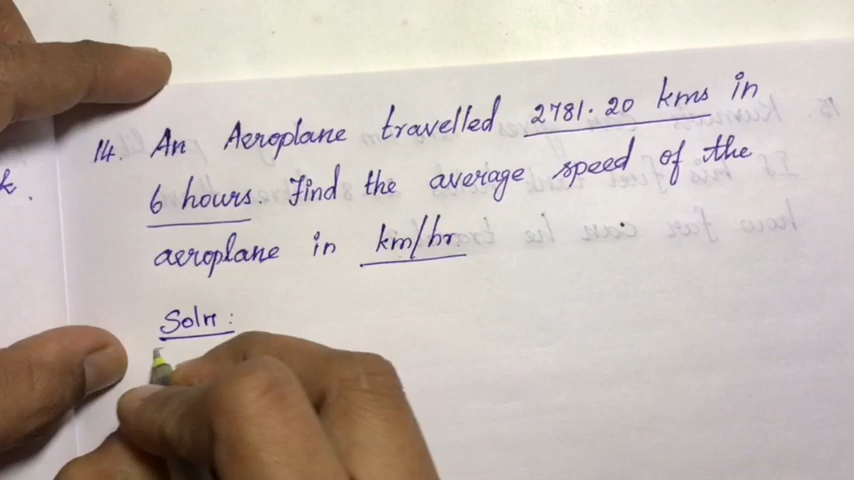 14. An Aeroplane travelled 2781.20 kms in
6 hours. Find the average speed of the
aeroplane in km/hr.
k.
Soln: